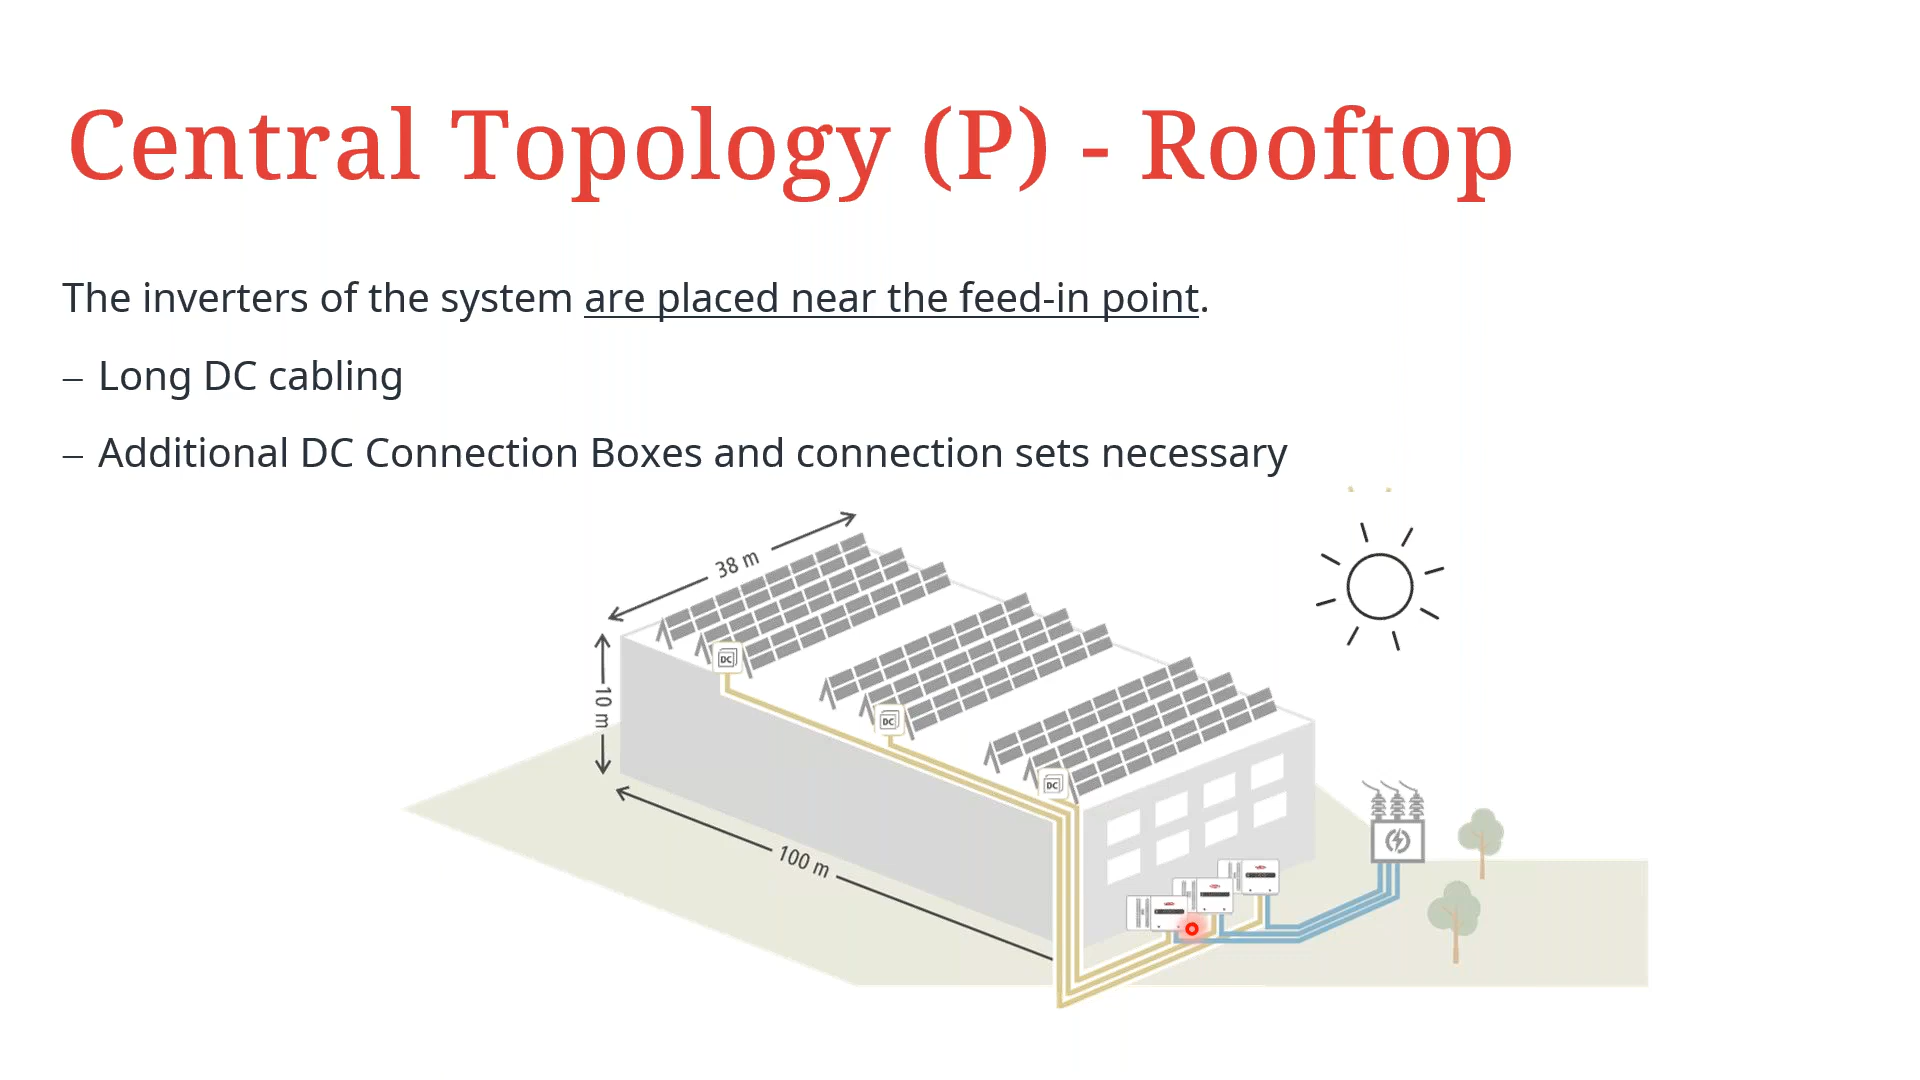 Central Topology (P) - Rooftop
The inverters of the system are placed near the feed-in point.
– Long DC cabling
– Additional DC Connection Boxes and connection sets necessary
38 m
10 m
100 m
DC
DC
DC